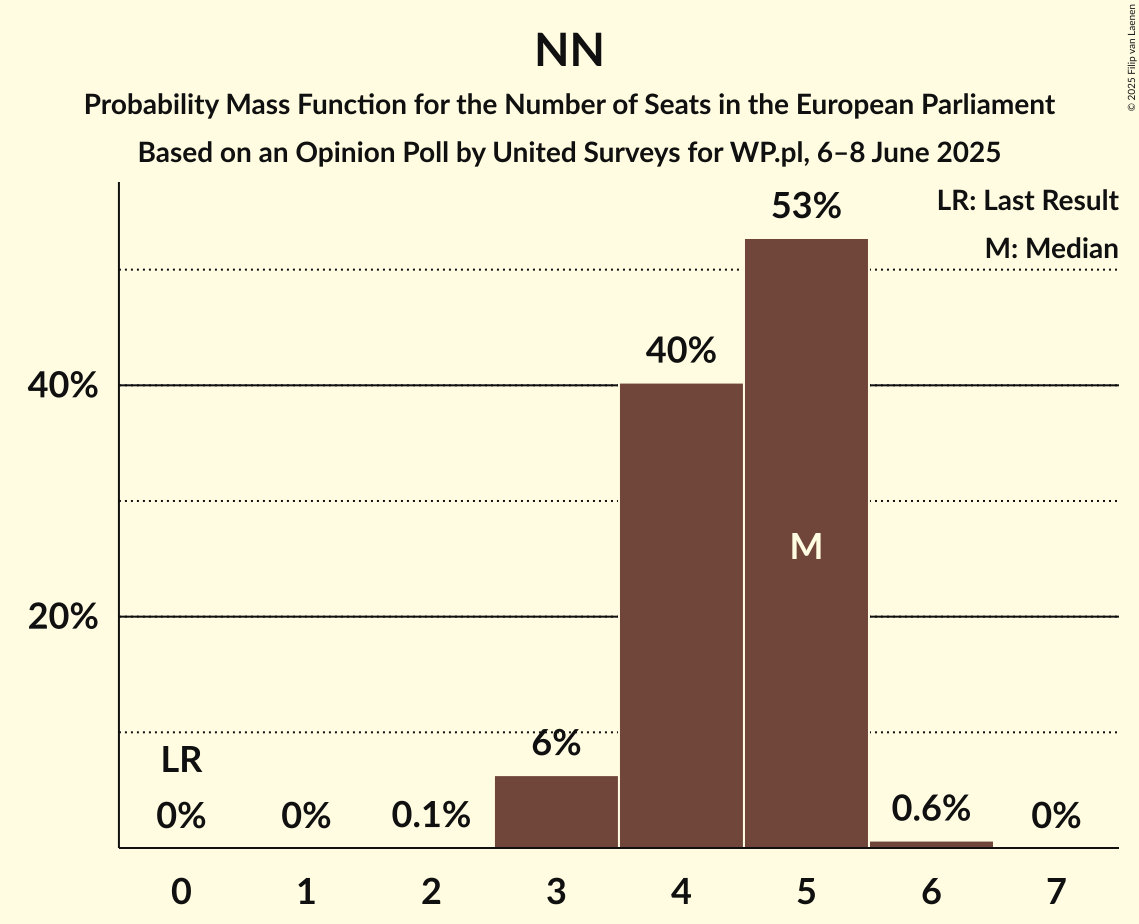 NN
Probability Mass Function for the Number of Seats in the European Parliament
Based on an Opinion Poll by United Surveys for WP.pl, 6–8 June 2025
© 2025 Filip van Laenen
LR: Last Result
M: Median
53%
40%
40%
M
20%
6%
LR
0%
0%
0.1%
0.6%
0%
0
1
2
3
4
5
6
7